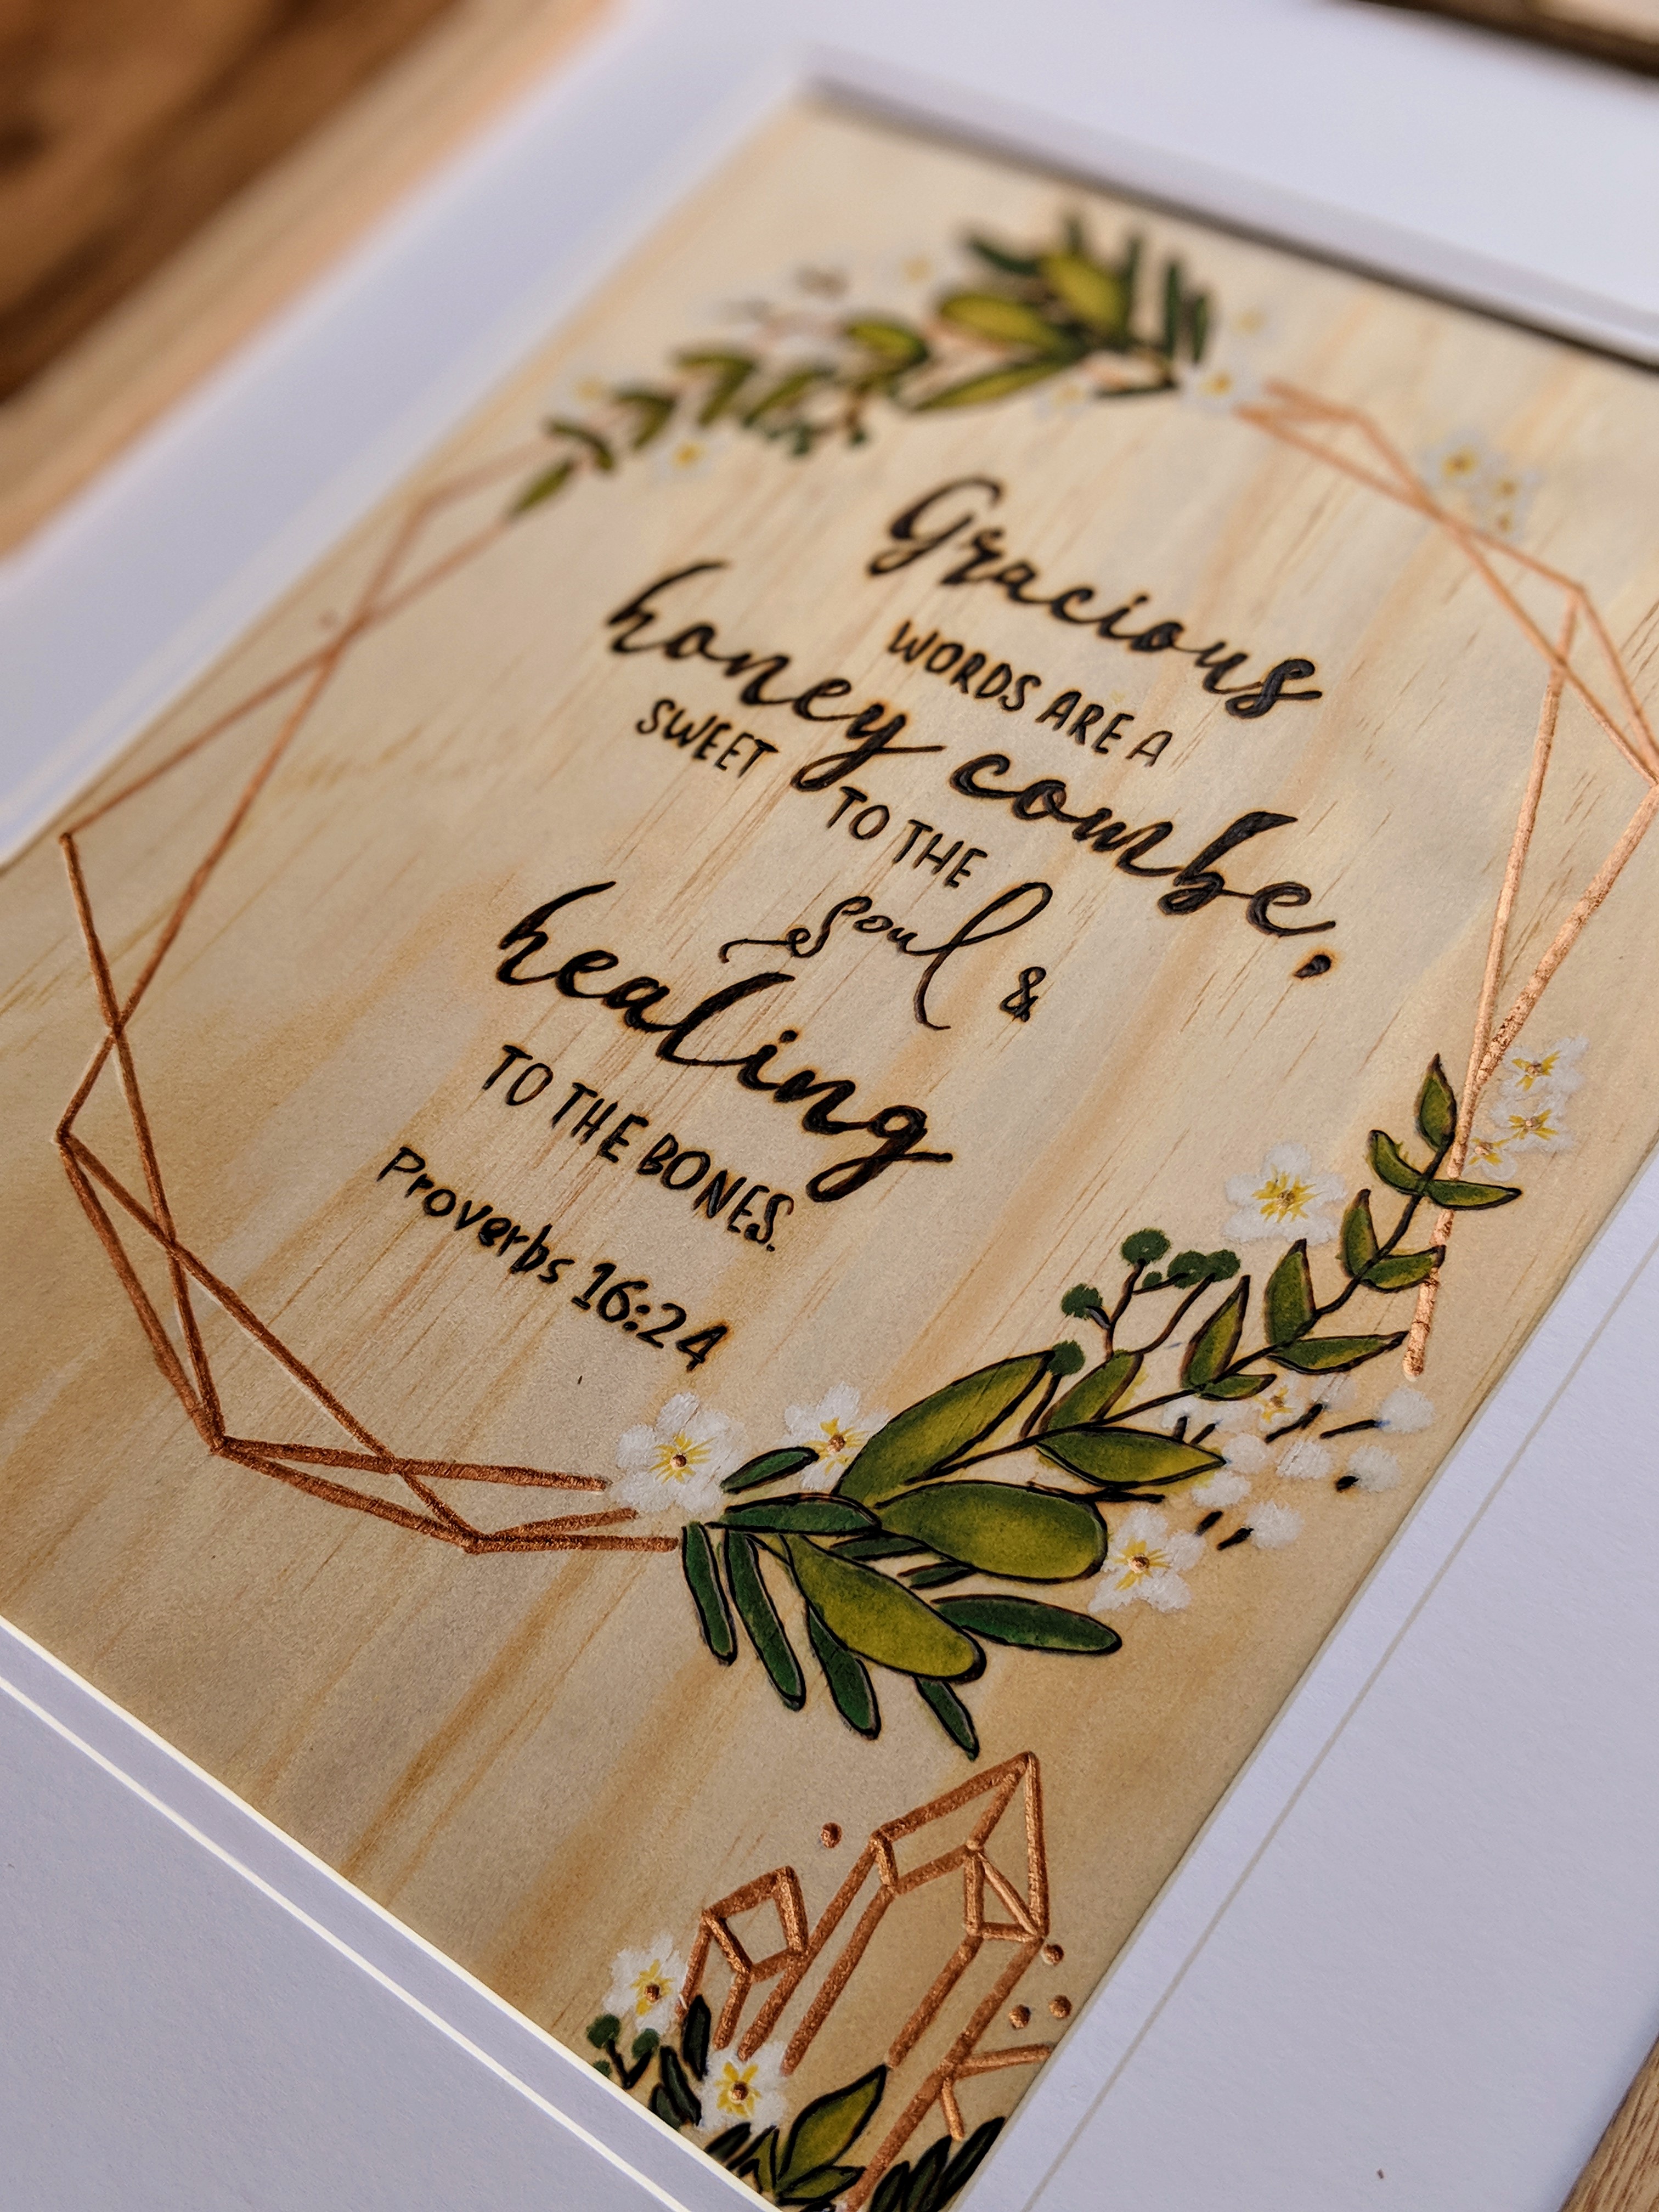 Gracious
WORDS ARE A
honey combe,
SWEET TO THE
soul &
healing
TO THE BONES.
Proverbs 16:24